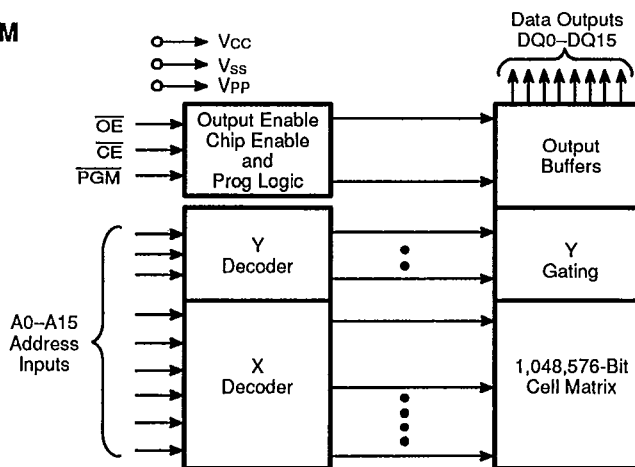 M
VCC
VSS
VPP
Data Outputs
DQ0–DQ15
OE
CE
PGM
Output Enable
Chip Enable
and
Prog Logic
Output
Buffers
A0–A15
Address
Inputs
Y
Decoder
Y
Gating
X
Decoder
1,048,576-Bit
Cell Matrix